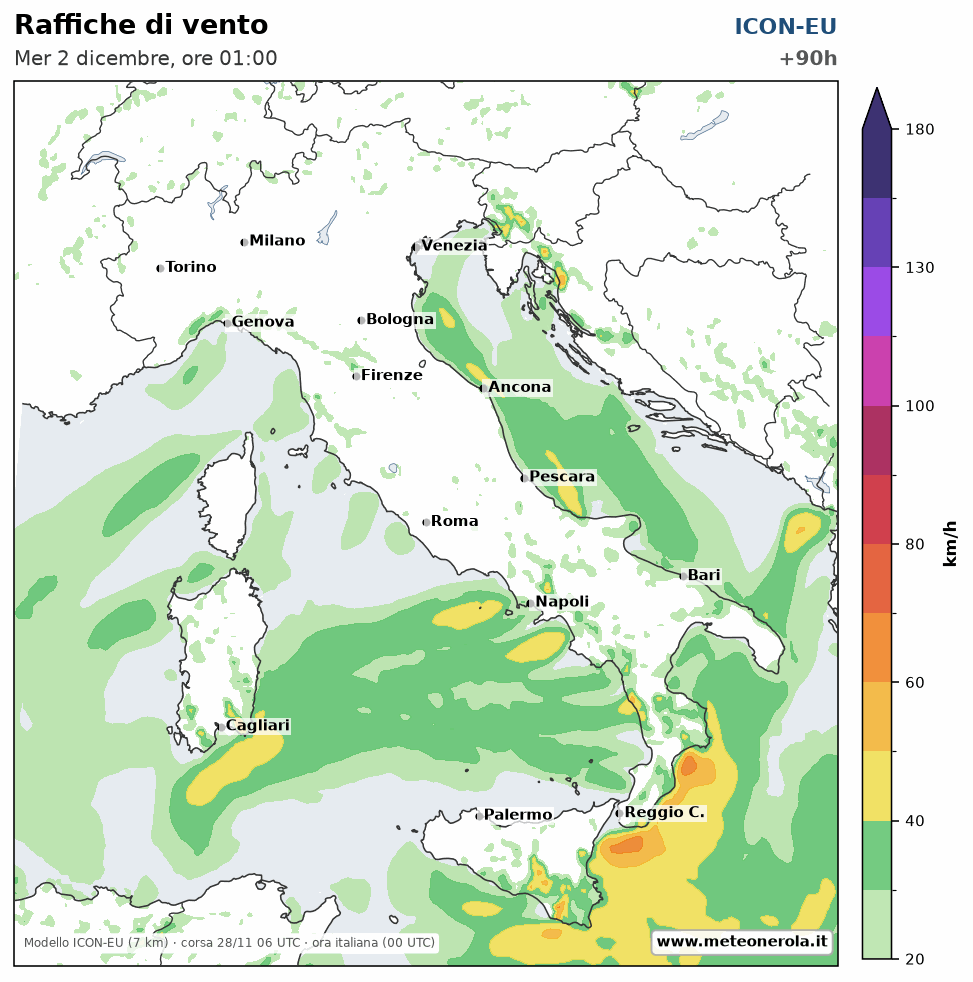 Raffiche di vento
ICON-EU
Mer 2 dicembre, ore 01:00
+90h
180
130
100
80
60
40
20
km/h
Milano
Venezia
Torino
Genova
Bologna
Firenze
Ancona
Pescara
Roma
Bari
Napoli
Cagliari
Palermo
Reggio C.
Modello ICON-EU (7 km) · corsa 28/11 06 UTC · ora italiana (00 UTC)
www.meteonerola.it